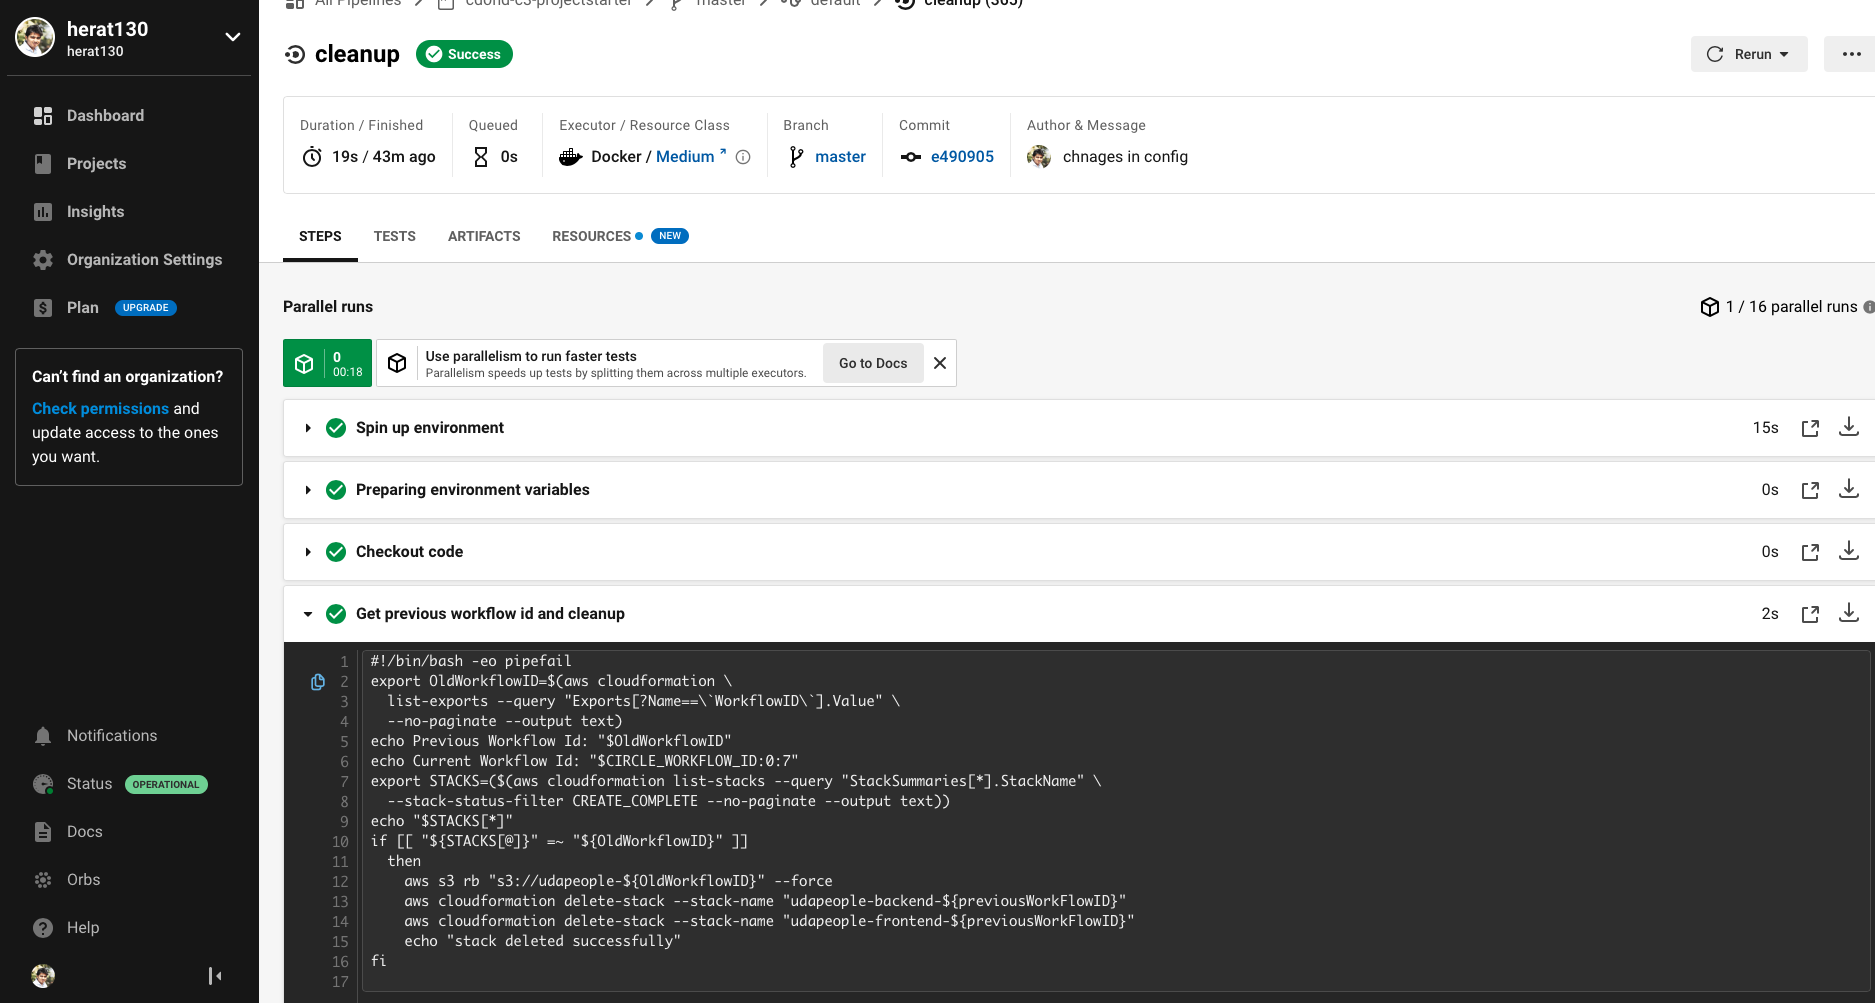 herat130
herat130
Dashboard
Projects
Insights
Organization Settings
Plan UPGRADE
Can't find an organization?
Check permissions and
update access to the ones
you want.
Notifications
Status OPERATIONAL
Docs
Orbs
Help
All Pipelines cdond-c3-projectstarter master default cleanup (305)
cleanup Success
Rerun
Duration / Finished
19s / 43m ago
Queued
0s
Executor / Resource Class
Docker / Medium
Branch
master
Commit
e490905
Author & Message
chnages in config
STEPS TESTS ARTIFACTS RESOURCES NEW
Parallel runs
1 / 16 parallel runs
0
00:18
Use parallelism to run faster tests
Parallelism speeds up tests by splitting them across multiple executors.
Go to Docs
Spin up environment 15s
Preparing environment variables 0s
Checkout code 0s
Get previous workflow id and cleanup 2s
1 #!/bin/bash -eo pipefail
2 export OldWorkflowID=$(aws cloudformation \
3 list-exports --query "Exports[?Name==\`WorkflowID\`].Value" \
4 --no-paginate --output text)
5 echo Previous Workflow Id: "$OldWorkflowID"
6 echo Current Workflow Id: "$CIRCLE_WORKFLOW_ID:0:7"
7 export STACKS=($(aws cloudformation list-stacks --query "StackSummaries[*].StackName" \
8 --stack-status-filter CREATE_COMPLETE --no-paginate --output text))
9 echo "$STACKS[*]"
10 if [[ "${STACKS[@]}" =~ "${OldWorkflowID}" ]]
11 then
12 aws s3 rb "s3://udapeople-${OldWorkflowID}" --force
13 aws cloudformation delete-stack --stack-name "udapeople-backend-${previousWorkFlowID}"
14 aws cloudformation delete-stack --stack-name "udapeople-frontend-${previousWorkFlowID}"
15 echo "stack deleted successfully"
16 fi
17